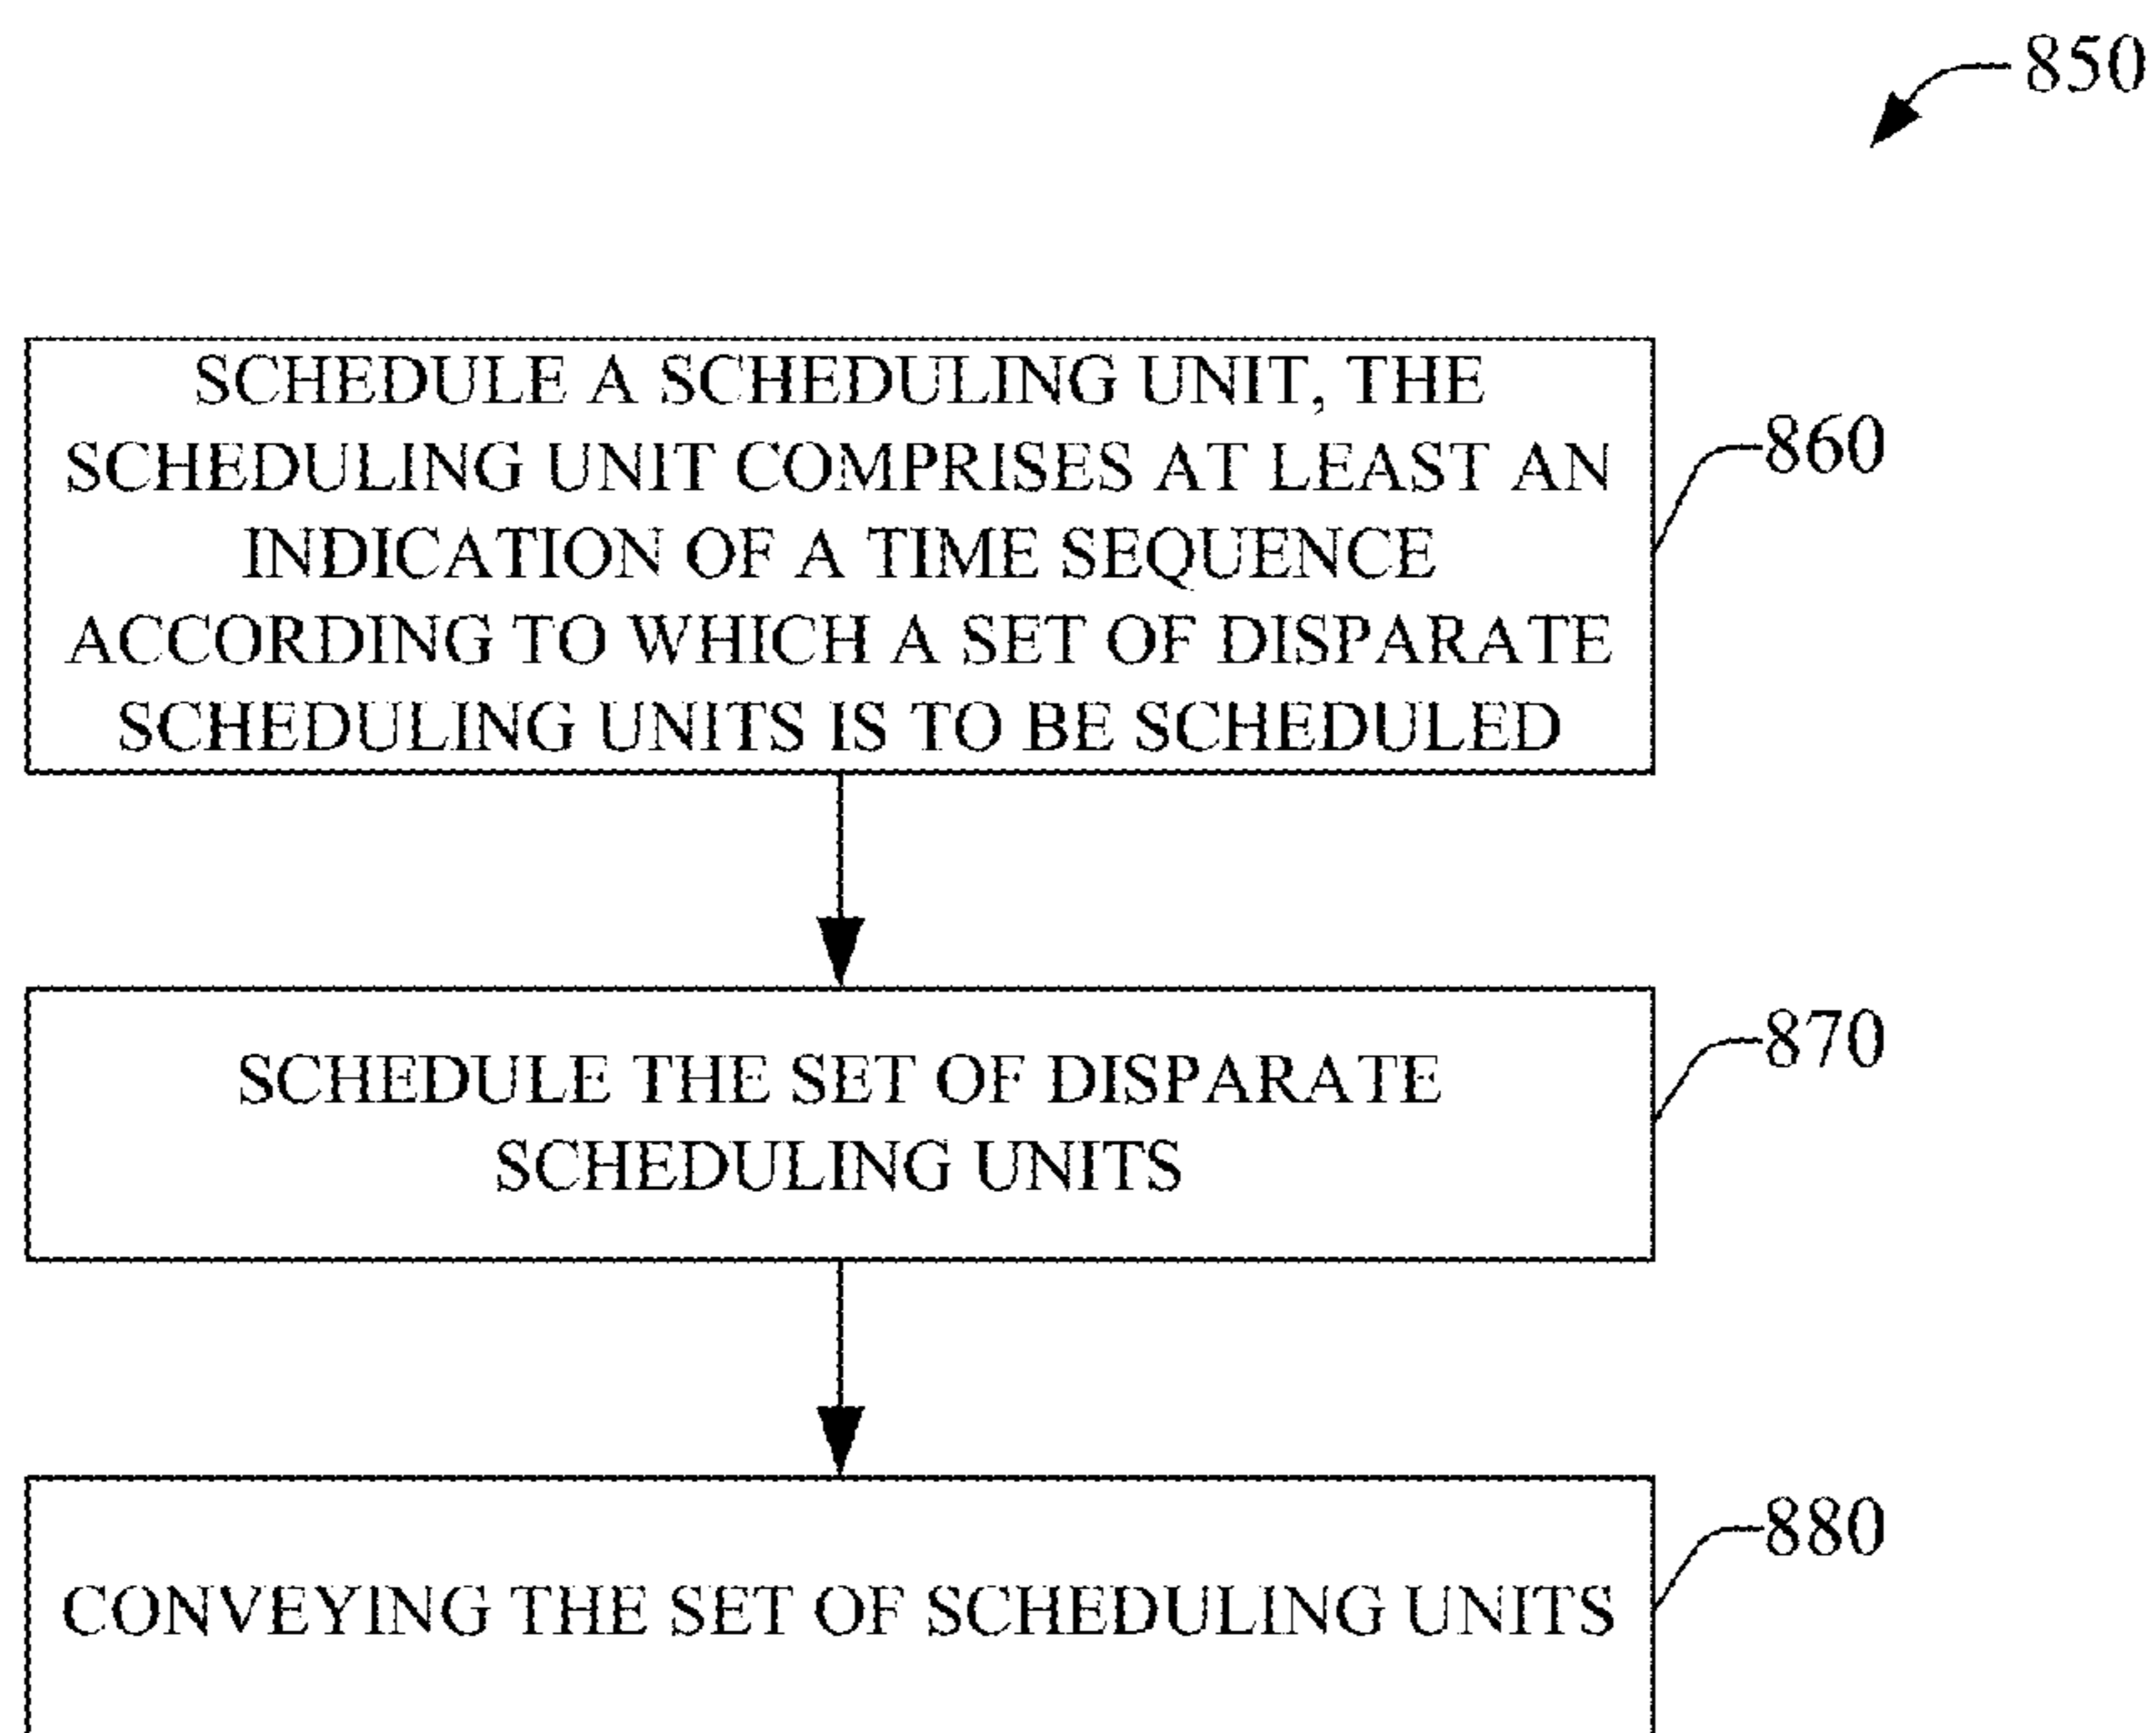 850
SCHEDULE A SCHEDULING UNIT, THE
SCHEDULING UNIT COMPRISES AT LEAST AN
INDICATION OF A TIME SEQUENCE
ACCORDING TO WHICH A SET OF DISPARATE
SCHEDULING UNITS IS TO BE SCHEDULED
860
SCHEDULE THE SET OF DISPARATE
SCHEDULING UNITS
870
CONVEYING THE SET OF SCHEDULING UNITS
880